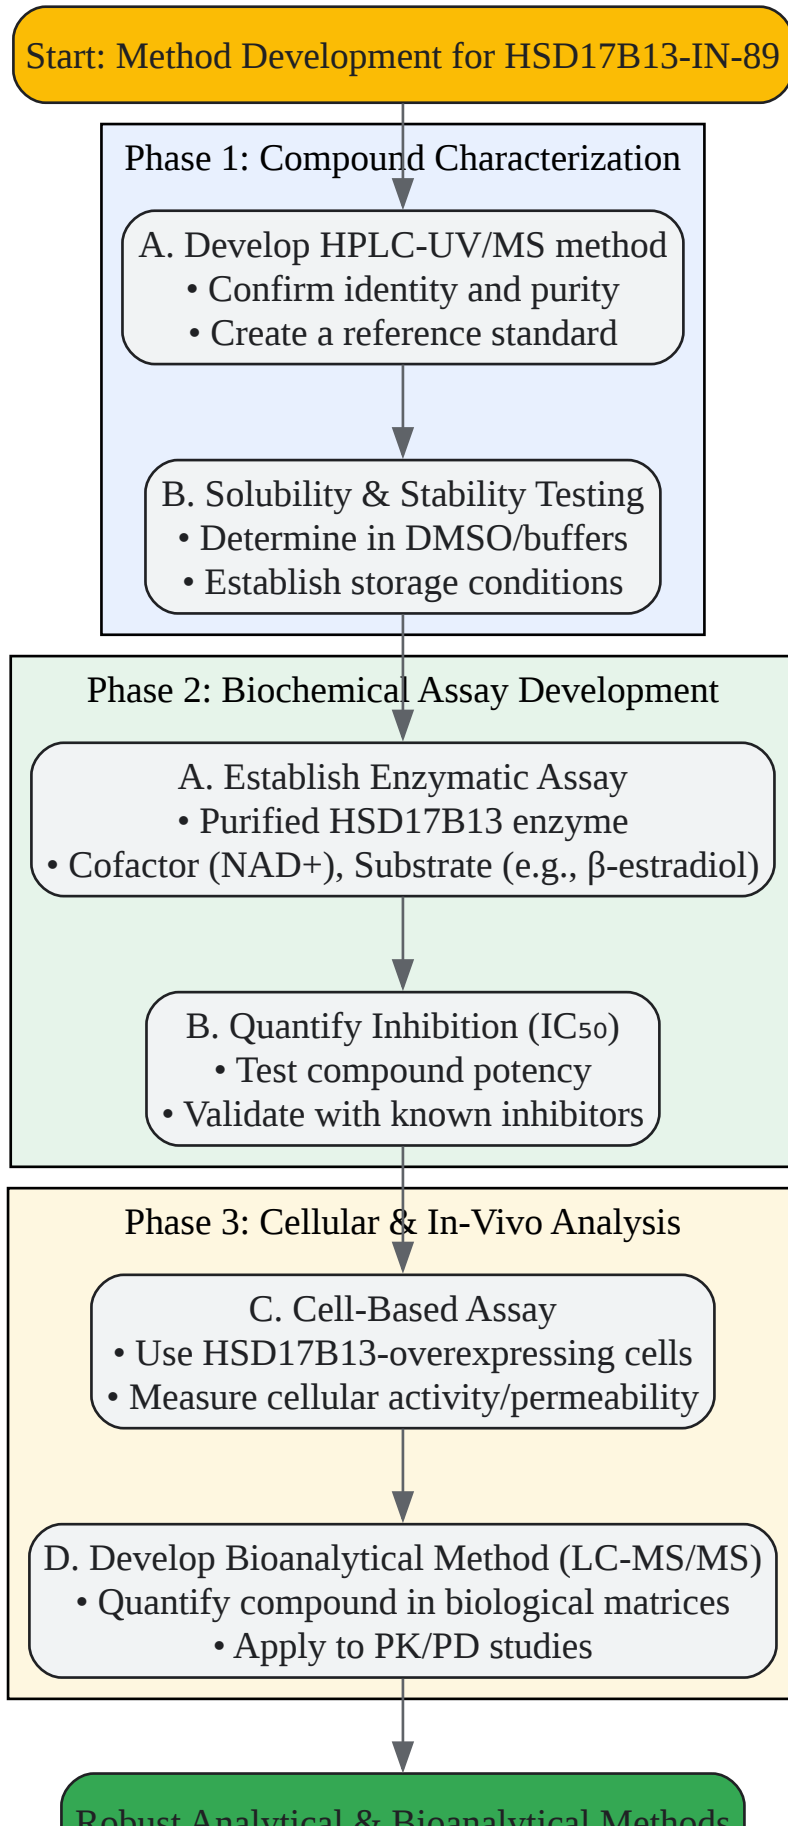 Start: Method Development for HSD17B13-IN-89
Phase 1: Compound Characterization
A. Develop HPLC-UV/MS method
• Confirm identity and purity
• Create a reference standard
B. Solubility & Stability Testing
• Determine in DMSO/buffers
• Establish storage conditions
Phase 2: Biochemical Assay Development
A. Establish Enzymatic Assay
• Purified HSD17B13 enzyme
• Cofactor (NAD+), Substrate (e.g., β-estradiol)
B. Quantify Inhibition (IC₅₀)
• Test compound potency
• Validate with known inhibitors
Phase 3: Cellular & In-Vivo Analysis
C. Cell-Based Assay
• Use HSD17B13-overexpressing cells
• Measure cellular activity/permeability
D. Develop Bioanalytical Method (LC-MS/MS)
• Quantify compound in biological matrices
• Apply to PK/PD studies
Robust Analytical & Bioanalytical Methods